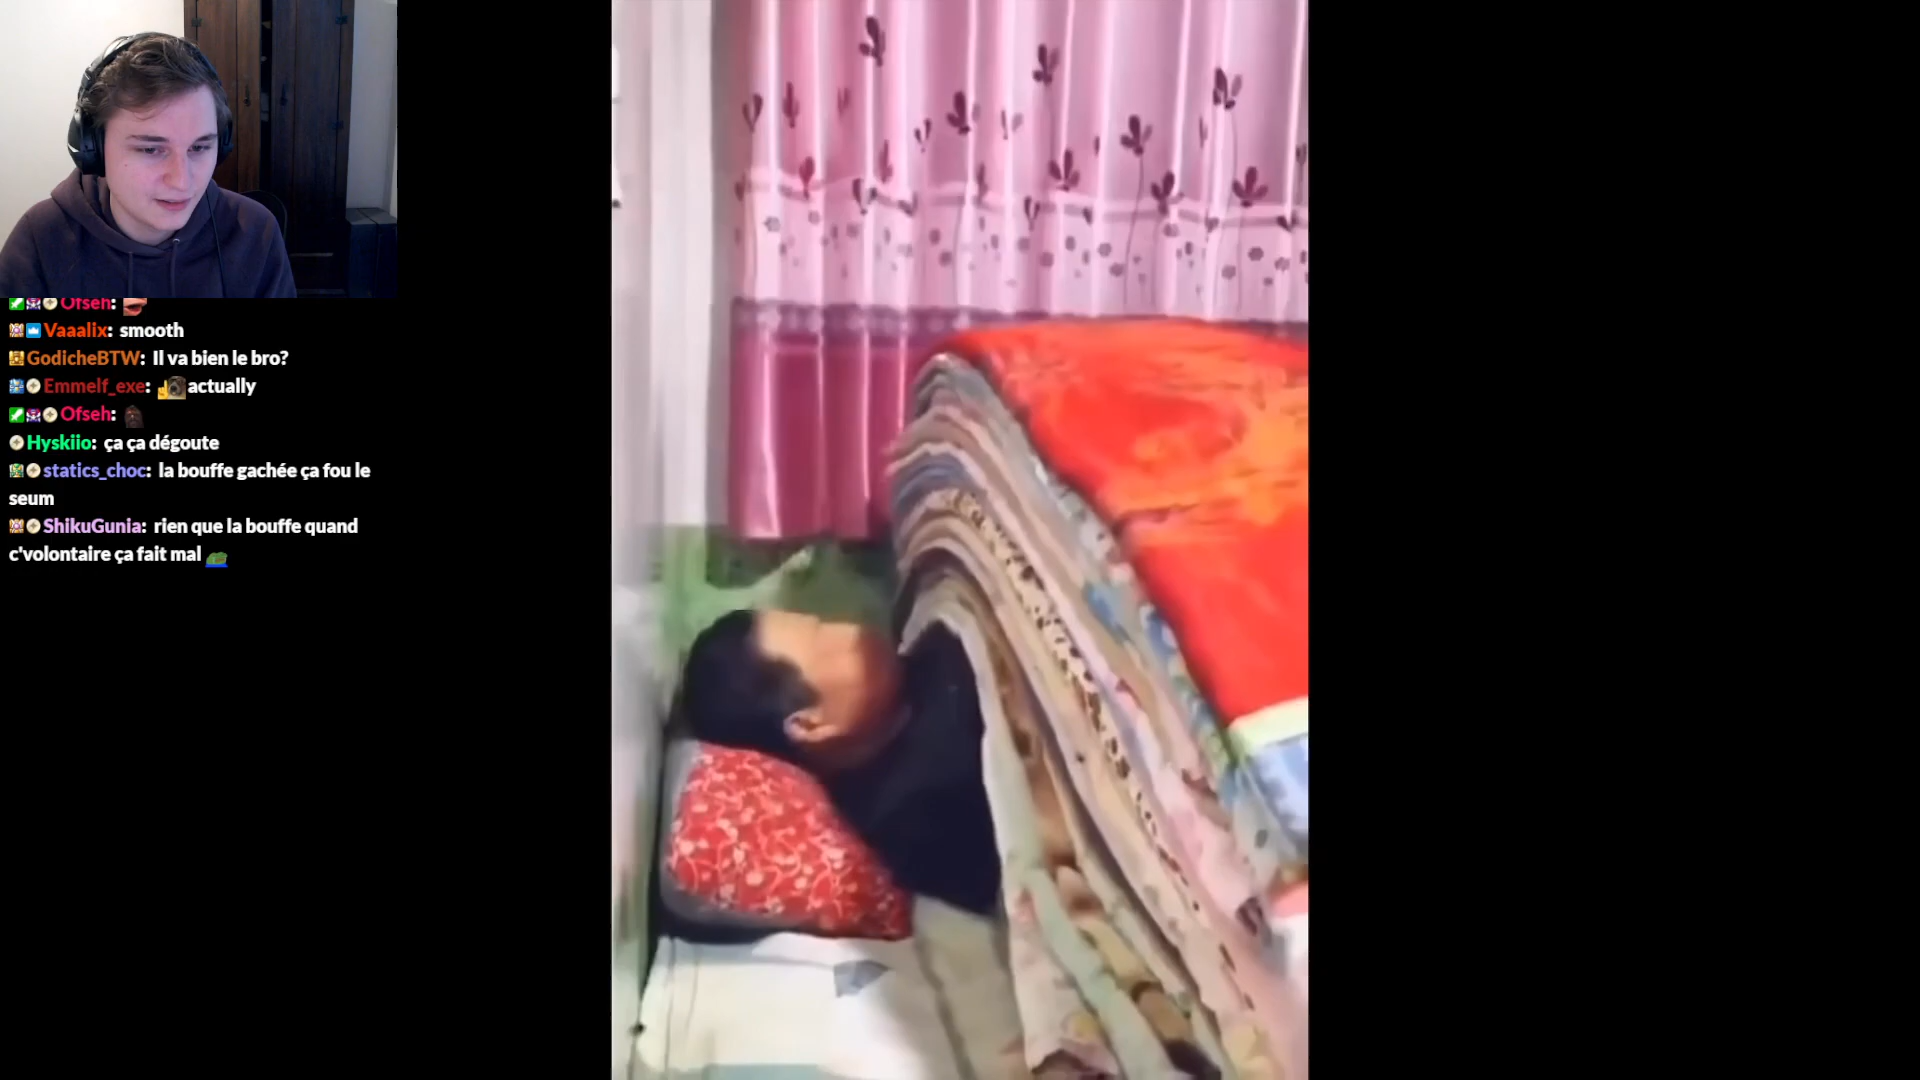 Ofseh:
Vaaalix: smooth
GodicheBTW: Il va bien le bro?
Emmelf_exe: actually
Ofseh:
Hyskiio: ça ça dégoute
statics_choc: la bouffe gachée ça fou le
seum
ShikuGunia: rien que la bouffe quand
c'volontaire ça fait mal